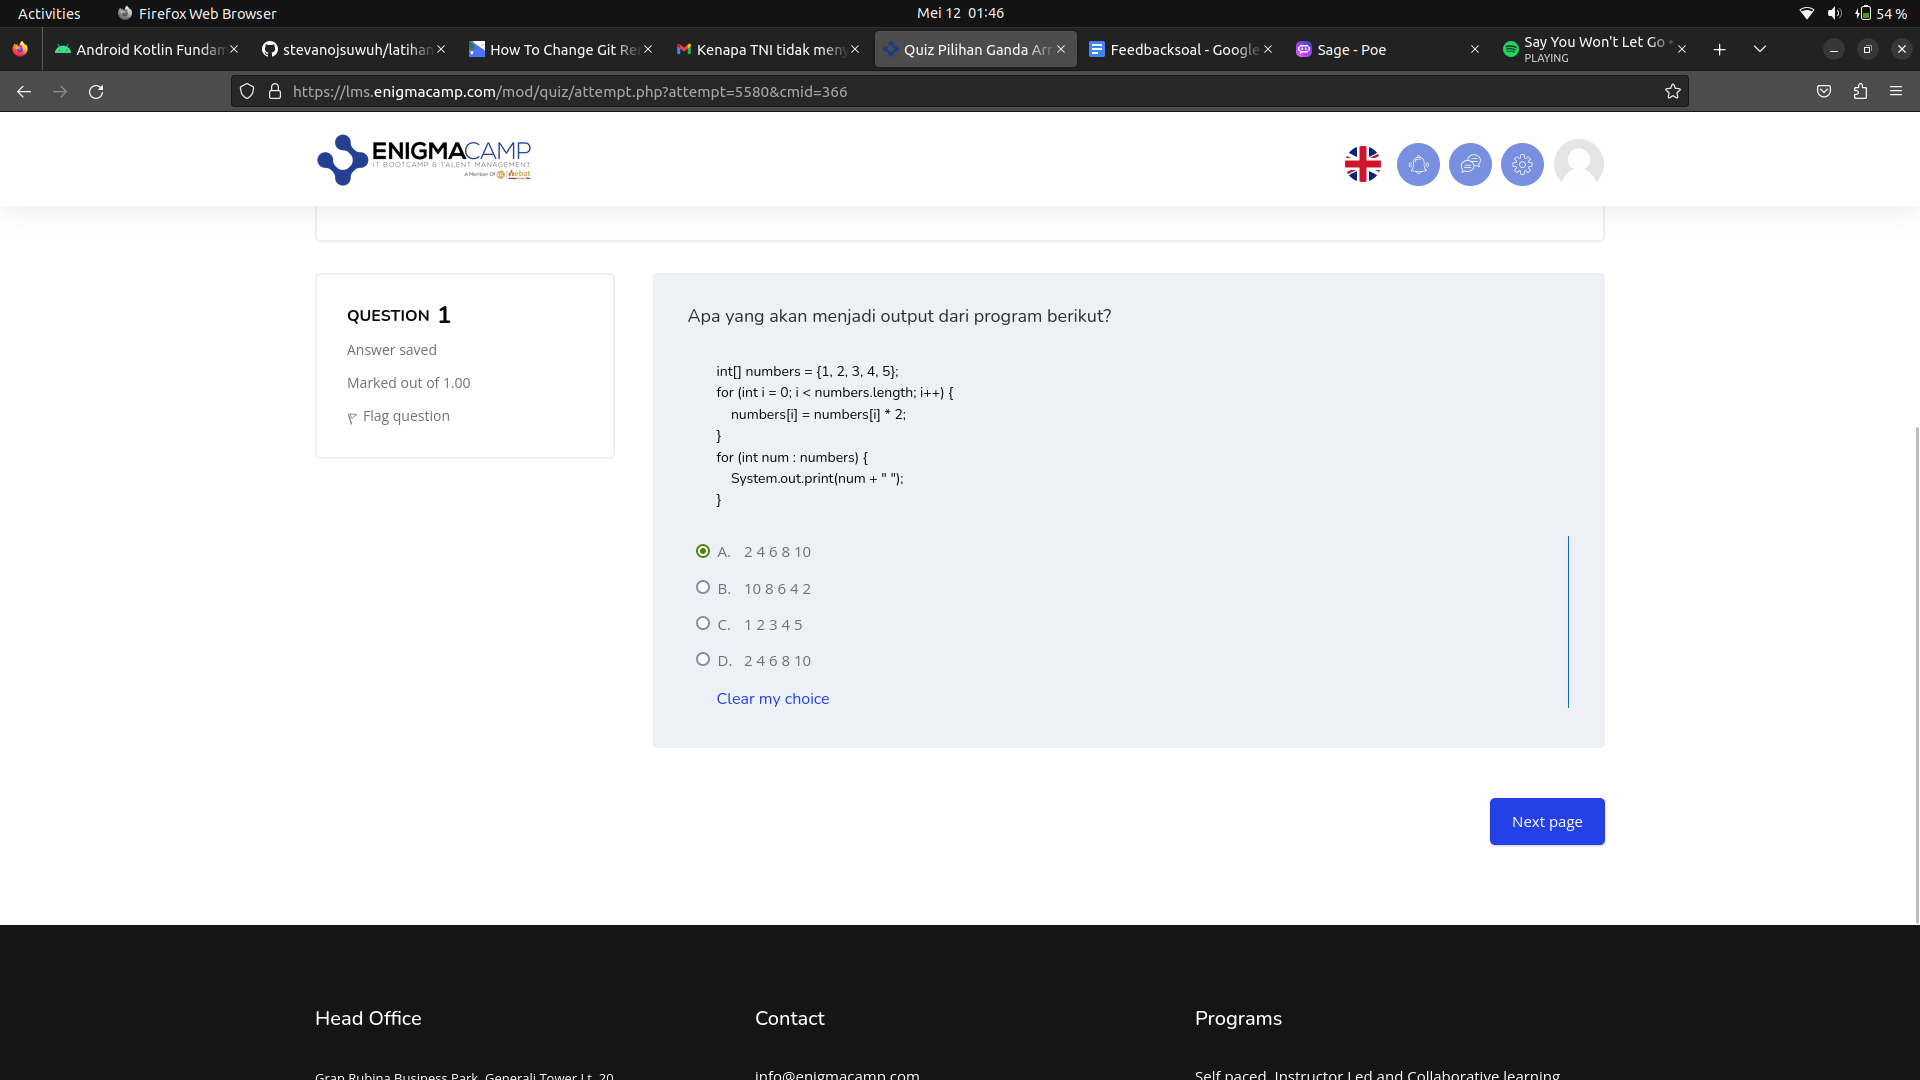 Activities
Firefox Web Browser
Mei 12 01:46
54 %
Android Kotlin Fundam
stevanojsuwuh/latihan
How To Change Git Re
Kenapa TNI tidak meny
Quiz Pilihan Ganda Arr
Feedbacksoal - Google
Sage - Poe
Say You Won't Let Go •
PLAYING
https://lms.enigmacamp.com/mod/quiz/attempt.php?attempt=5580&cmid=366
ENIGMACAMP
IT BOOTCAMP & TALENT MANAGEMENT
A Member Of
QUESTION 1
Answer saved
Marked out of 1.00
Flag question
Apa yang akan menjadi output dari program berikut?
int[] numbers = {1, 2, 3, 4, 5};
for (int i = 0; i < numbers.length; i++) {
numbers[i] = numbers[i] * 2;
}
for (int num : numbers) {
System.out.print(num + " ");
}
A. 2 4 6 8 10
B. 10 8 6 4 2
C. 1 2 3 4 5
D. 2 4 6 8 10
Clear my choice
Next page
Head Office
Contact
Programs
Gran Rubina Business Park, Generali Tower Lt. 20
info@enigmacamp.com
Self paced, Instructor Led and Collaborative learning